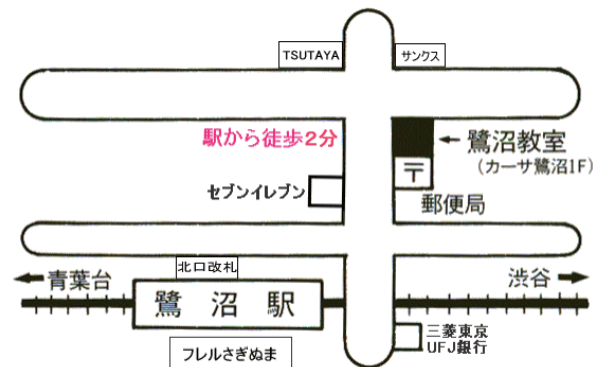 TSUTAYA
サンクス
駅から徒歩2分
← 鷺沼教室
(カーサ鷺沼1F)
〒
セブンイレブン
郵便局
北口改札
← 青葉台
渋谷 →
鷺沼駅
三菱東京
UFJ銀行
フレルさぎぬま